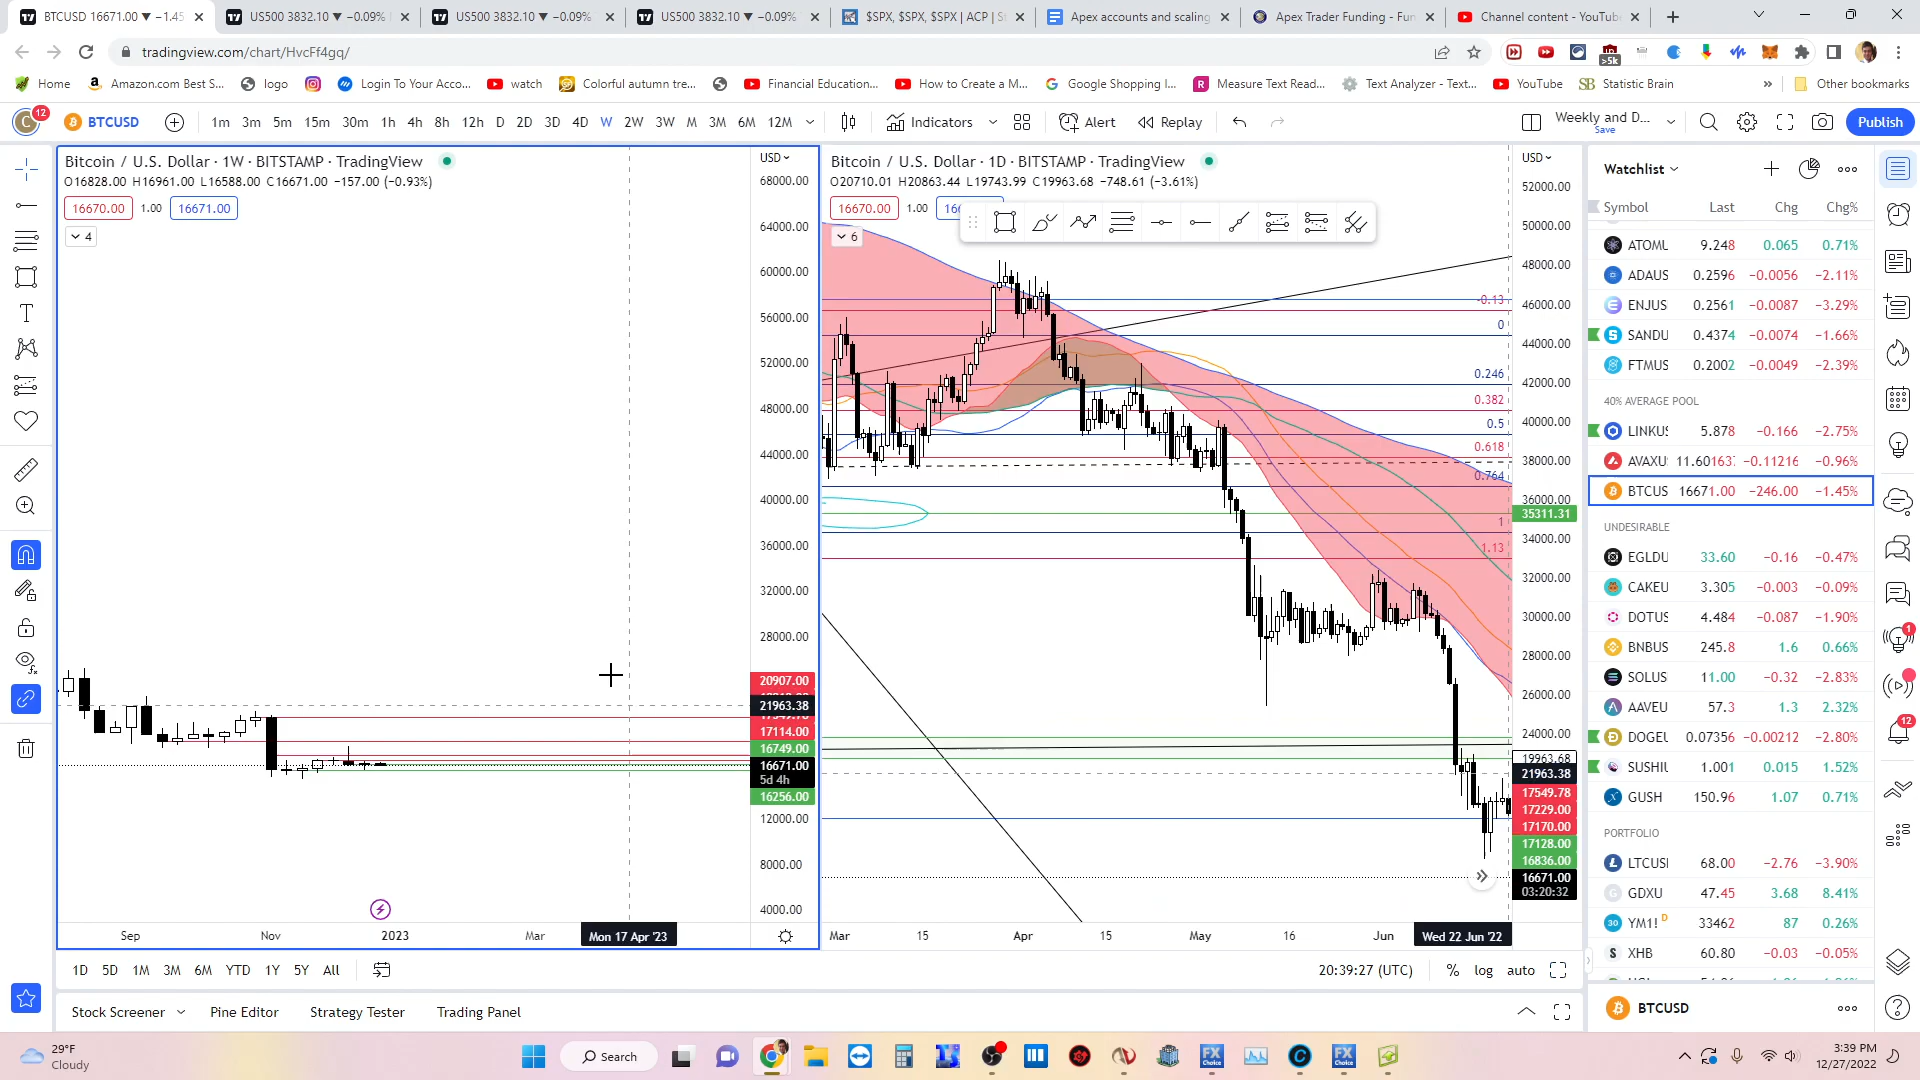 BTCUSD 16671.00 ▼ −1.45
US500 3832.10 ▼ −0.09%
US500 3832.10 ▼ −0.09%
US500 3832.10 ▼ −0.09%
$SPX, $SPX, $SPX | ACP | S
Apex accounts and scaling
Apex Trader Funding - Fun
Channel content - YouTube
tradingview.com/chart/HvcFf4gq/
>5k
Home
Amazon.com Best S...
logo
Login To Your Acco...
watch
Colorful autumn tre...
Financial Education...
How to Create a M...
Google Shopping I...
Measure Text Read...
Text Analyzer - Text...
YouTube
SB Statistic Brain
»
Other bookmarks
C 12
BTCUSD
1m 3m 5m 15m 30m 1h 4h 8h 12h D 2D 3D 4D W 2W 3W M 3M 6M 12M
Indicators
Alert
Replay
Weekly and D...
Save
Publish
Bitcoin / U.S. Dollar · 1W · BITSTAMP · TradingView
O16828.00 H16961.00 L16588.00 C16671.00 −157.00 (−0.93%)
16670.00 1.00 16671.00
4
USD
68000.00
64000.00
60000.00
56000.00
52000.00
48000.00
44000.00
40000.00
36000.00
32000.00
28000.00
20907.00
21963.38
17114.00
16749.00
16671.00
5d 4h
16256.00
12000.00
8000.00
4000.00
Sep Nov 2023 Mar Mon 17 Apr '23
Bitcoin / U.S. Dollar · 1D · BITSTAMP · TradingView
O20710.01 H20863.44 L19743.99 C19963.68 −748.61 (−3.61%)
16670.00 1.00
6
-0.13
0
0.246
0.382
0.5
0.618
0.764
1
1.13
USD
52000.00
50000.00
48000.00
46000.00
44000.00
42000.00
40000.00
38000.00
36000.00
35311.31
34000.00
32000.00
30000.00
28000.00
26000.00
24000.00
19963.68
21963.38
17549.78
17229.00
17170.00
17128.00
16836.00
16671.00
03:20:32
Mar 15 Apr 15 May 16 Jun Wed 22 Jun '22
1D 5D 1M 3M 6M YTD 1Y 5Y All
20:39:27 (UTC) % log auto
Stock Screener Pine Editor Strategy Tester Trading Panel
Watchlist
Symbol Last Chg Chg%
ATOMU 9.248 0.065 0.71%
ADAUS 0.2596 −0.0056 −2.11%
ENJUS 0.2561 −0.0087 −3.29%
SANDU 0.4374 −0.0074 −1.66%
FTMUS 0.2002 −0.0049 −2.39%
40% AVERAGE POOL
LINKUS 5.878 −0.166 −2.75%
AVAXU 11.601637 −0.11216 −0.96%
BTCUS 16671.00 −246.00 −1.45%
UNDESIRABLE
EGLDU 33.60 −0.16 −0.47%
CAKEU 3.305 −0.003 −0.09%
DOTUS 4.484 −0.087 −1.90%
BNBUS 245.8 1.6 0.66%
SOLUS 11.00 −0.32 −2.83%
AAVEU 57.3 1.3 2.32%
DOGEU 0.07356 −0.00212 −2.80%
SUSHIU 1.001 0.015 1.52%
GUSH 150.96 1.07 0.71%
PORTFOLIO
LTCUSI 68.00 −2.76 −3.90%
GDXU 47.45 3.68 8.41%
YM1! D 33462 87 0.26%
XHB 60.80 −0.03 −0.05%
BTCUSD
1
12
29°F
Cloudy
Search
3:39 PM
12/27/2022